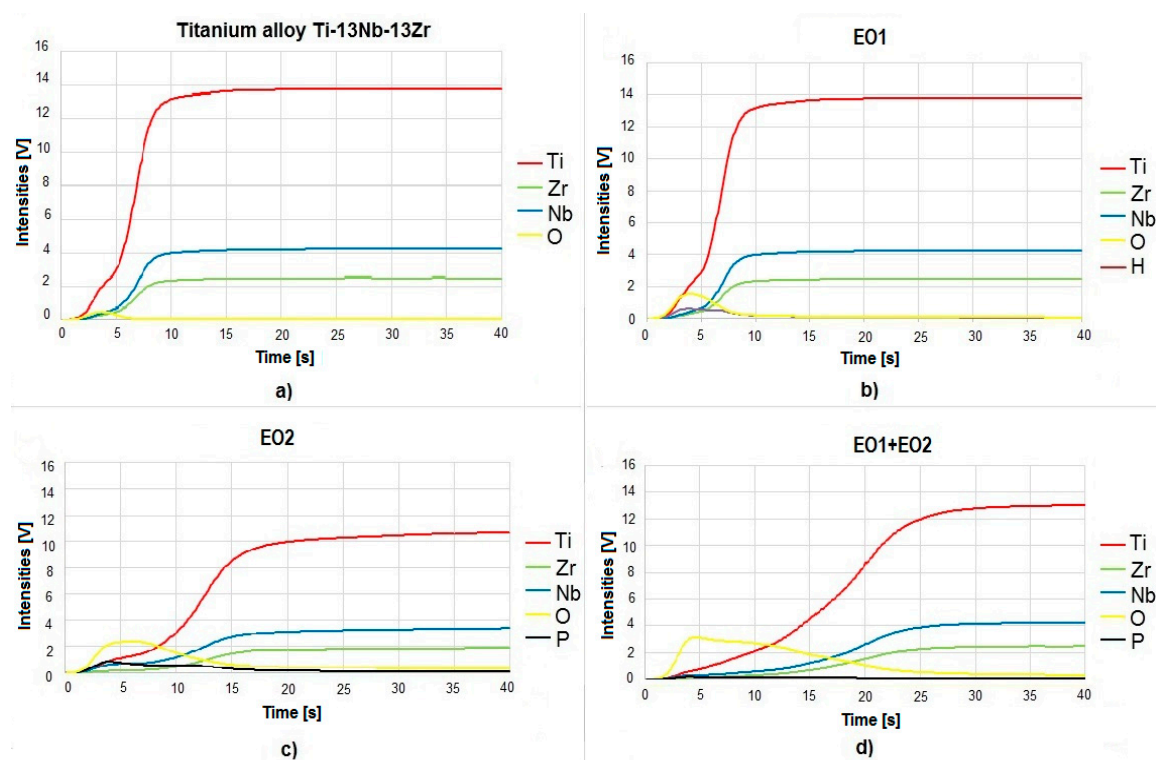 Titanium alloy Ti-13Nb-13Zr
16
14
12
10
8
6
4
2
0
Intensities [V]
0 5 10 15 20 25 30 35 40
Time [s]
Ti
Zr
Nb
O
a)
EO1
16
14
12
10
8
6
4
2
0
Intensities [V]
0 5 10 15 20 25 30 35 40
Time [s]
Ti
Zr
Nb
O
H
b)
EO2
16
14
12
10
8
6
4
2
0
Intensities [V]
0 5 10 15 20 25 30 35 40
Time [s]
Ti
Zr
Nb
O
P
c)
EO1+EO2
16
14
12
10
8
6
4
2
0
Intensities [V]
0 5 10 15 20 25 30 35 40
Time [s]
Ti
Zr
Nb
O
P
d)